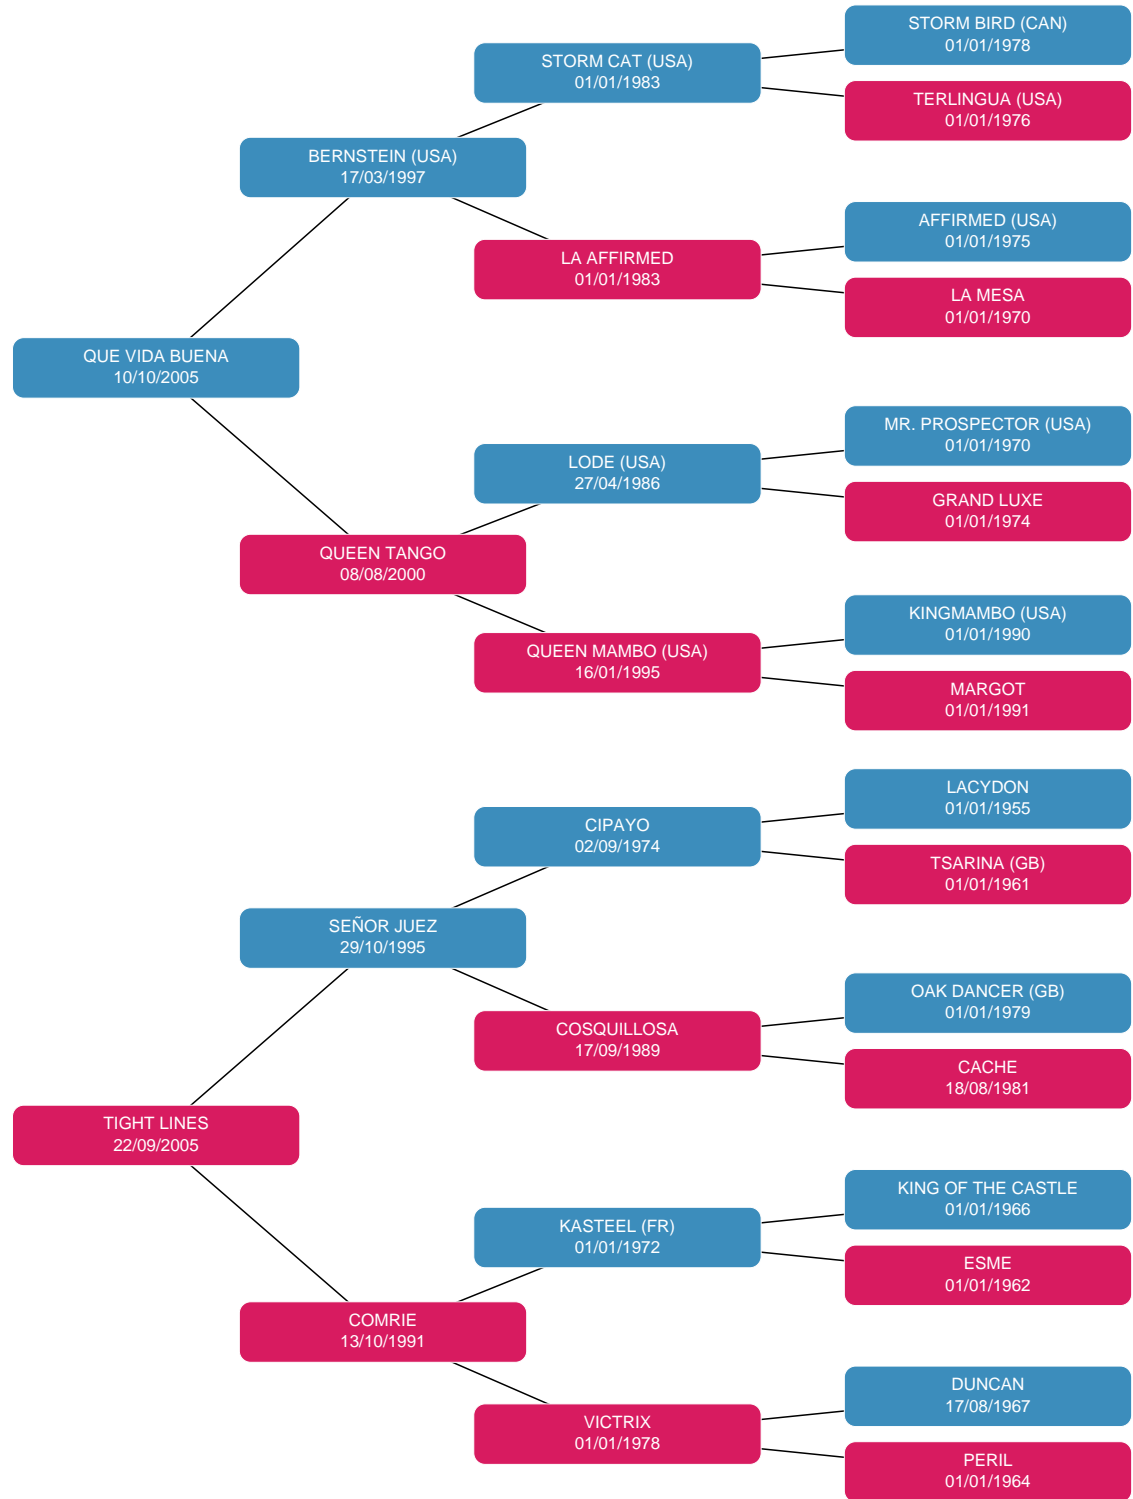 STORM BIRD (CAN)
01/01/1978
STORM CAT (USA)
01/01/1983
TERLINGUA (USA)
01/01/1976
BERNSTEIN (USA)
17/03/1997
AFFIRMED (USA)
01/01/1975
LA AFFIRMED
01/01/1983
LA MESA
01/01/1970
QUE VIDA BUENA
10/10/2005
MR. PROSPECTOR (USA)
01/01/1970
LODE (USA)
27/04/1986
GRAND LUXE
01/01/1974
QUEEN TANGO
08/08/2000
KINGMAMBO (USA)
01/01/1990
QUEEN MAMBO (USA)
16/01/1995
MARGOT
01/01/1991
LACYDON
01/01/1955
CIPAYO
02/09/1974
TSARINA (GB)
01/01/1961
SEÑOR JUEZ
29/10/1995
OAK DANCER (GB)
01/01/1979
COSQUILLOSA
17/09/1989
CACHE
18/08/1981
TIGHT LINES
22/09/2005
KING OF THE CASTLE
01/01/1966
KASTEEL (FR)
01/01/1972
ESME
01/01/1962
COMRIE
13/10/1991
DUNCAN
17/08/1967
VICTRIX
01/01/1978
PERIL
01/01/1964